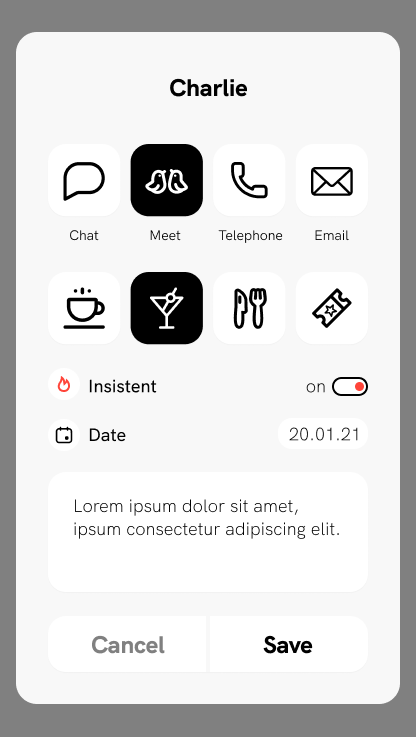 Charlie
Chat Meet Telephone Email
Insistent on
Date 20.01.21
Lorem ipsum dolor sit amet,
ipsum consectetur adipiscing elit.
Cancel Save